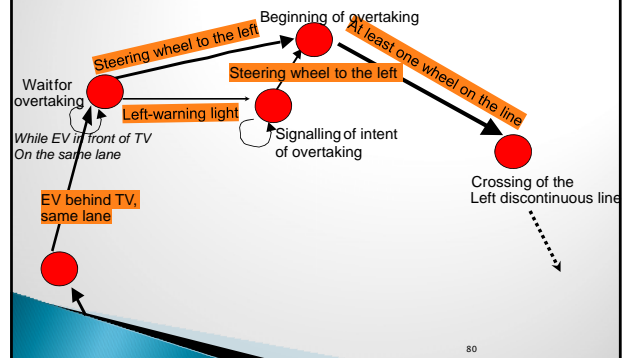 Beginning of overtaking
Steering wheel to the left
At least one wheel on the line
Steering wheel to the left
Wait for
overtaking
Left-warning light
While EV in front of TV
On the same lane
Signalling of intent
of overtaking
EV behind TV,
same lane
Crossing of the
Left discontinuous line
80